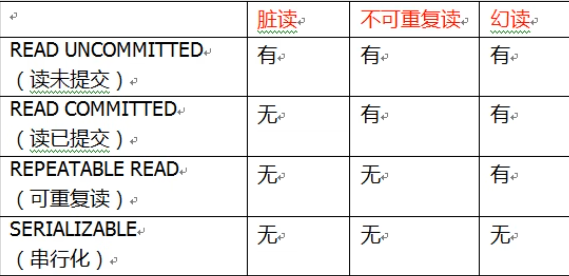 脏读 不可重复读 幻读
READ UNCOMMITTED 有 有 有
（读未提交）
READ COMMITTED 无 有 有
（读已提交）
REPEATABLE READ 无 无 有
（可重复读）
SERIALIZABLE 无 无 无
（串行化）